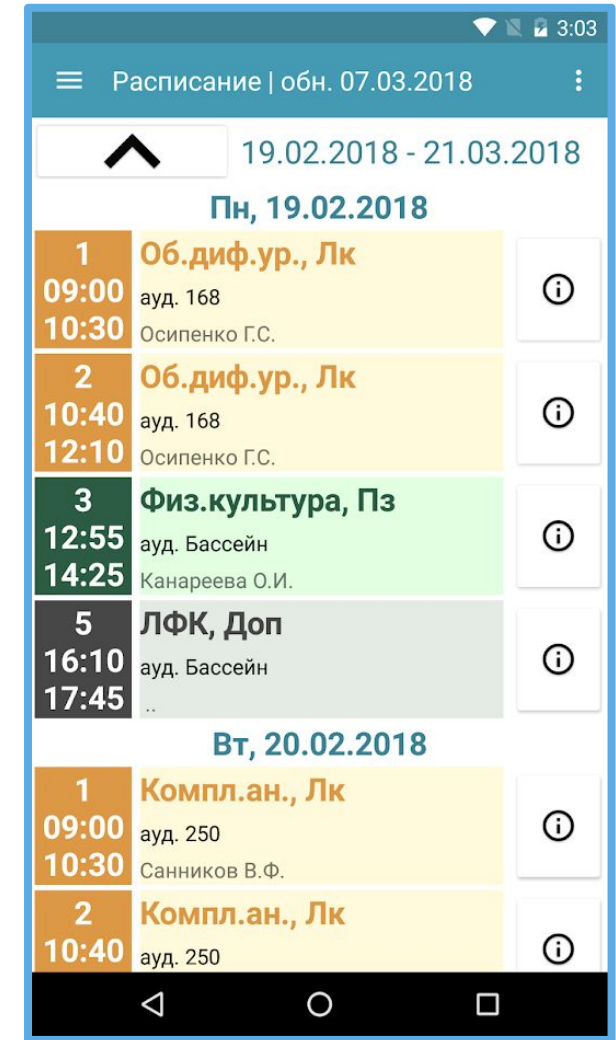 3:03
Расписание | обн. 07.03.2018
19.02.2018 - 21.03.2018
Пн, 19.02.2018
1
09:00
10:30
Об.диф.ур., Лк
ауд. 168
Осипенко Г.С.
2
10:40
12:10
Об.диф.ур., Лк
ауд. 168
Осипенко Г.С.
3
12:55
14:25
Физ.культура, Пз
ауд. Бассейн
Канареева О.И.
5
16:10
17:45
ЛФК, Доп
ауд. Бассейн
..
Вт, 20.02.2018
1
09:00
10:30
Компл.ан., Лк
ауд. 250
Санников В.Ф.
2
10:40
Компл.ан., Лк
ауд. 250